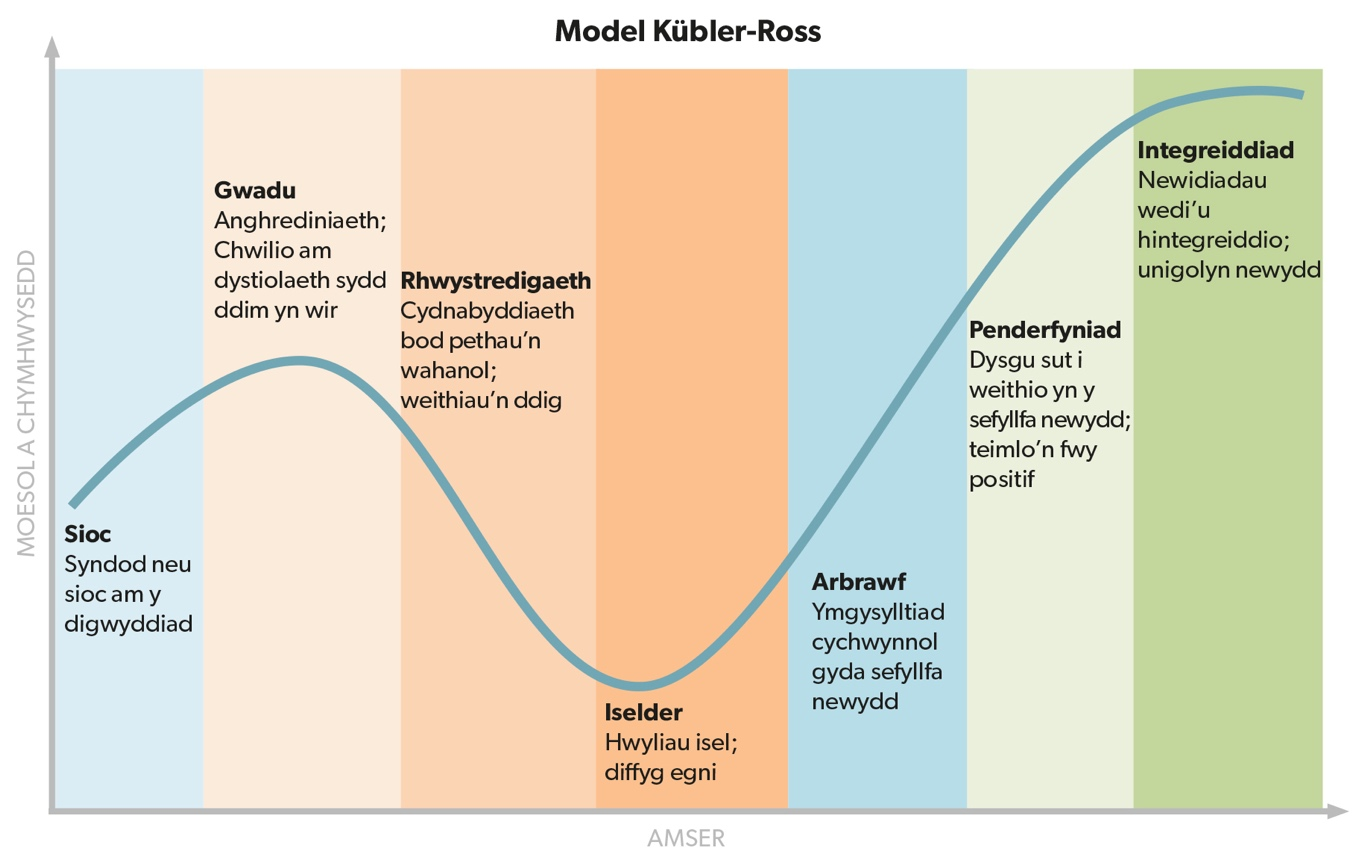 Model Kübler-Ross
MOESOL A CHYMHWYSEDD
Sioc
Syndod neu
sioc am y
digwyddiad
Gwadu
Anghrediniaeth;
Chwilio am
dystiolaeth sydd
ddim yn wir
Rhwystredigaeth
Cydnabyddiaeth
bod pethau’n
wahanol;
weithiau’n ddig
Iselder
Hwyliau isel;
diffyg egni
Arbrawf
Ymgysylltiad
cychwynnol
gyda sefyllfa
newydd
Penderfyniad
Dysgu sut i
weithio yn y
sefyllfa newydd;
teimlo’n fwy
positif
Integreiddiad
Newidiadau
wedi’u
hintegreiddio;
unigolyn newydd
AMSER